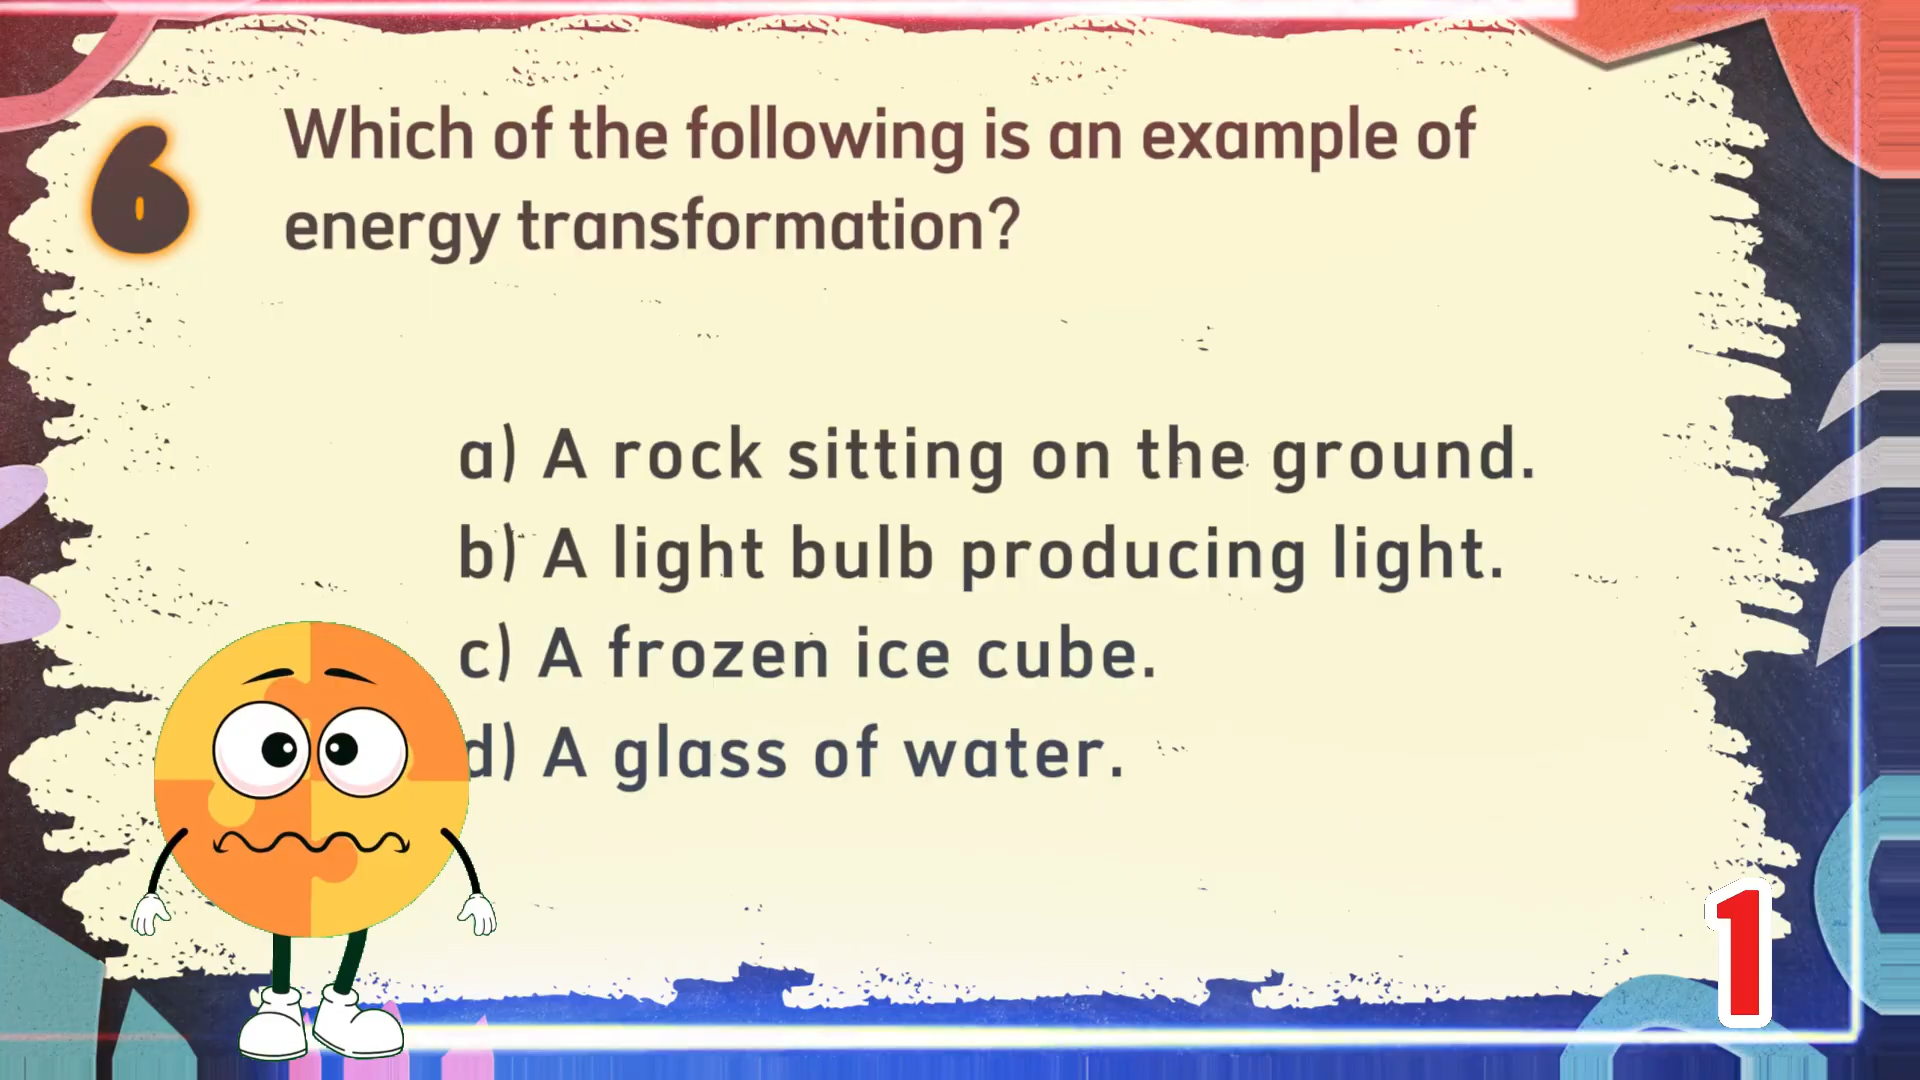 6
Which of the following is an example of
energy transformation?
a) A rock sitting on the ground.
b) A light bulb producing light.
c) A frozen ice cube.
d) A glass of water.
1